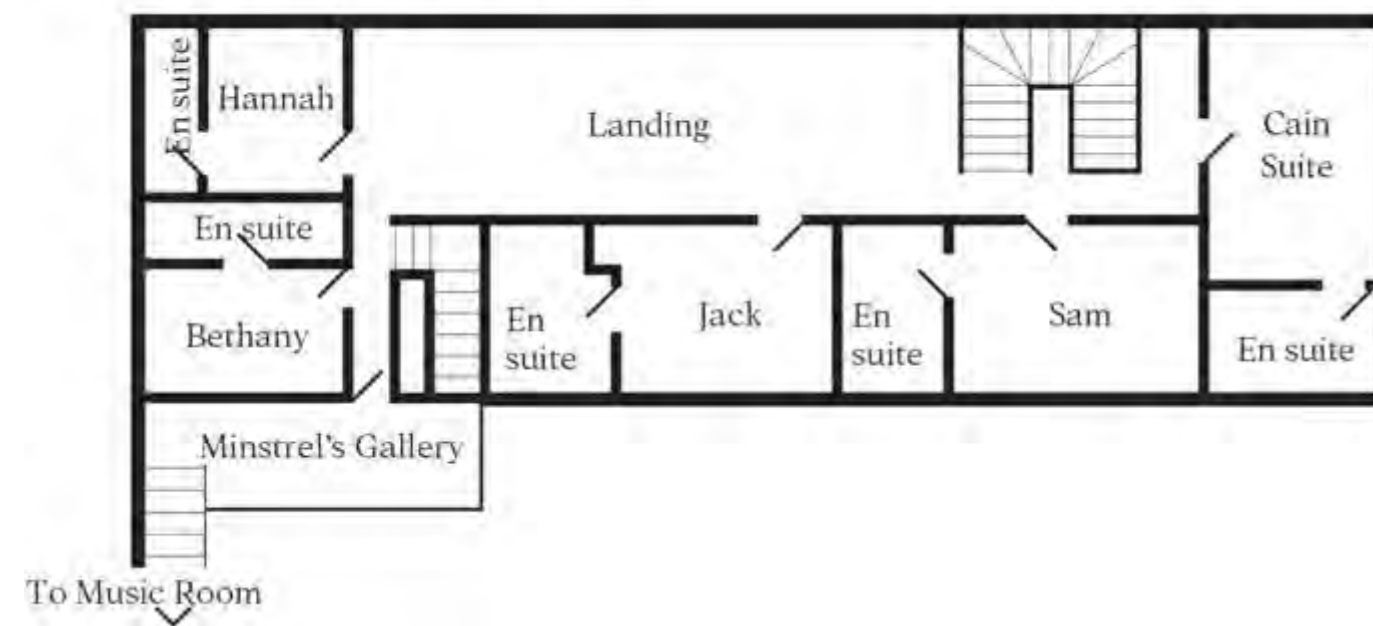 En suite
Hannah
Landing
Cain
Suite
En suite
Bethany
En
suite
Jack
En
suite
Sam
En suite
Minstrel's Gallery
To Music Room